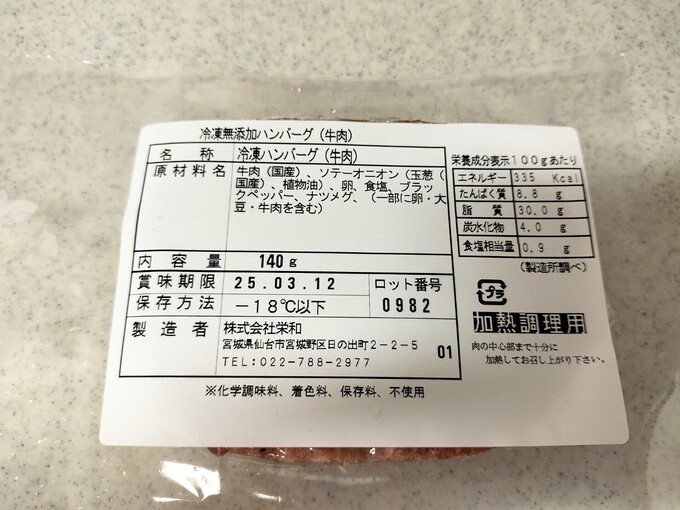 冷凍無添加ハンバーグ(牛肉)
名称 冷凍ハンバーグ(牛肉)
原材料名 牛肉(国産)、ソテーオニオン(玉葱(
国産)、植物油)、卵、食塩、ブラッ
クペッパー、ナツメグ、(一部に卵・大
豆・牛肉を含む)
内容量 140g
賞味期限 25.03.12
保存方法 -18℃以下
ロット番号
0982
製造者 株式会社栄和
宮城県仙台市宮城野区日の出町2-2-5
TEL:022-788-2977
01
※化学調味料、着色料、保存料、不使用
栄養成分表示100gあたり
エネルギー 335 Kcal
たんぱく質 8.8 g
脂質 30.0 g
炭水化物 4.0 g
食塩相当量 0.9 g
(製造所調べ)
プラ
加熱調理用
肉の中心部まで十分に
加熱してお召し上がり下さい。